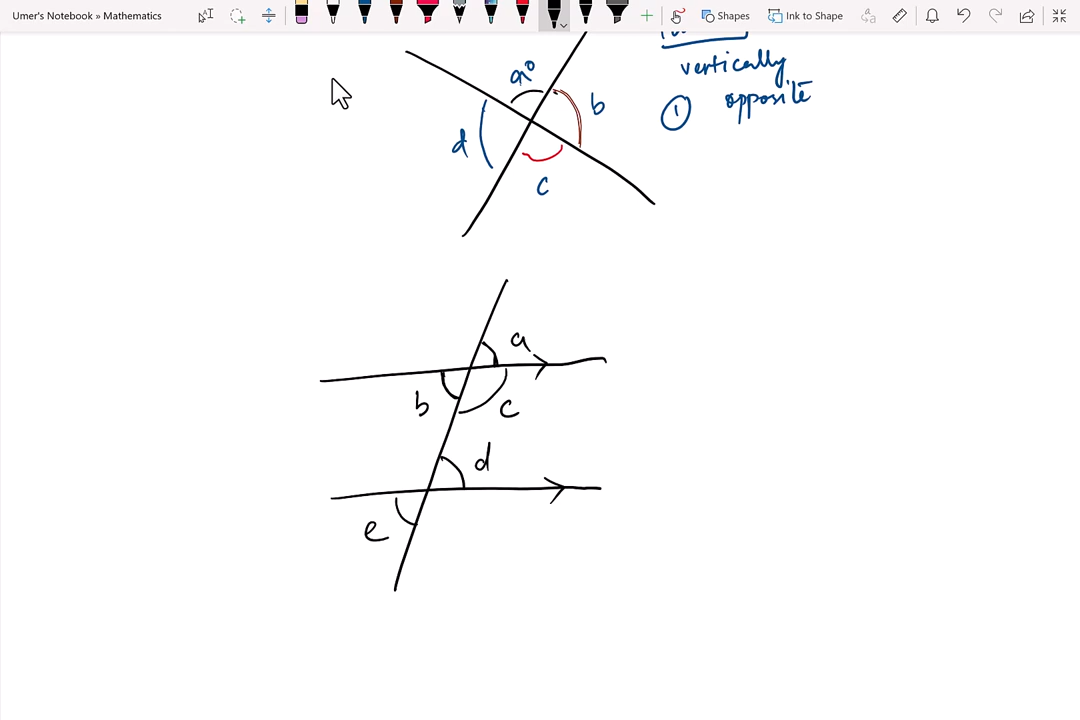 Umer's Notebook » Mathematics
Shapes
Ink to Shape
vertically
① opposite
a°
b
d
c
a
b
c
d
e